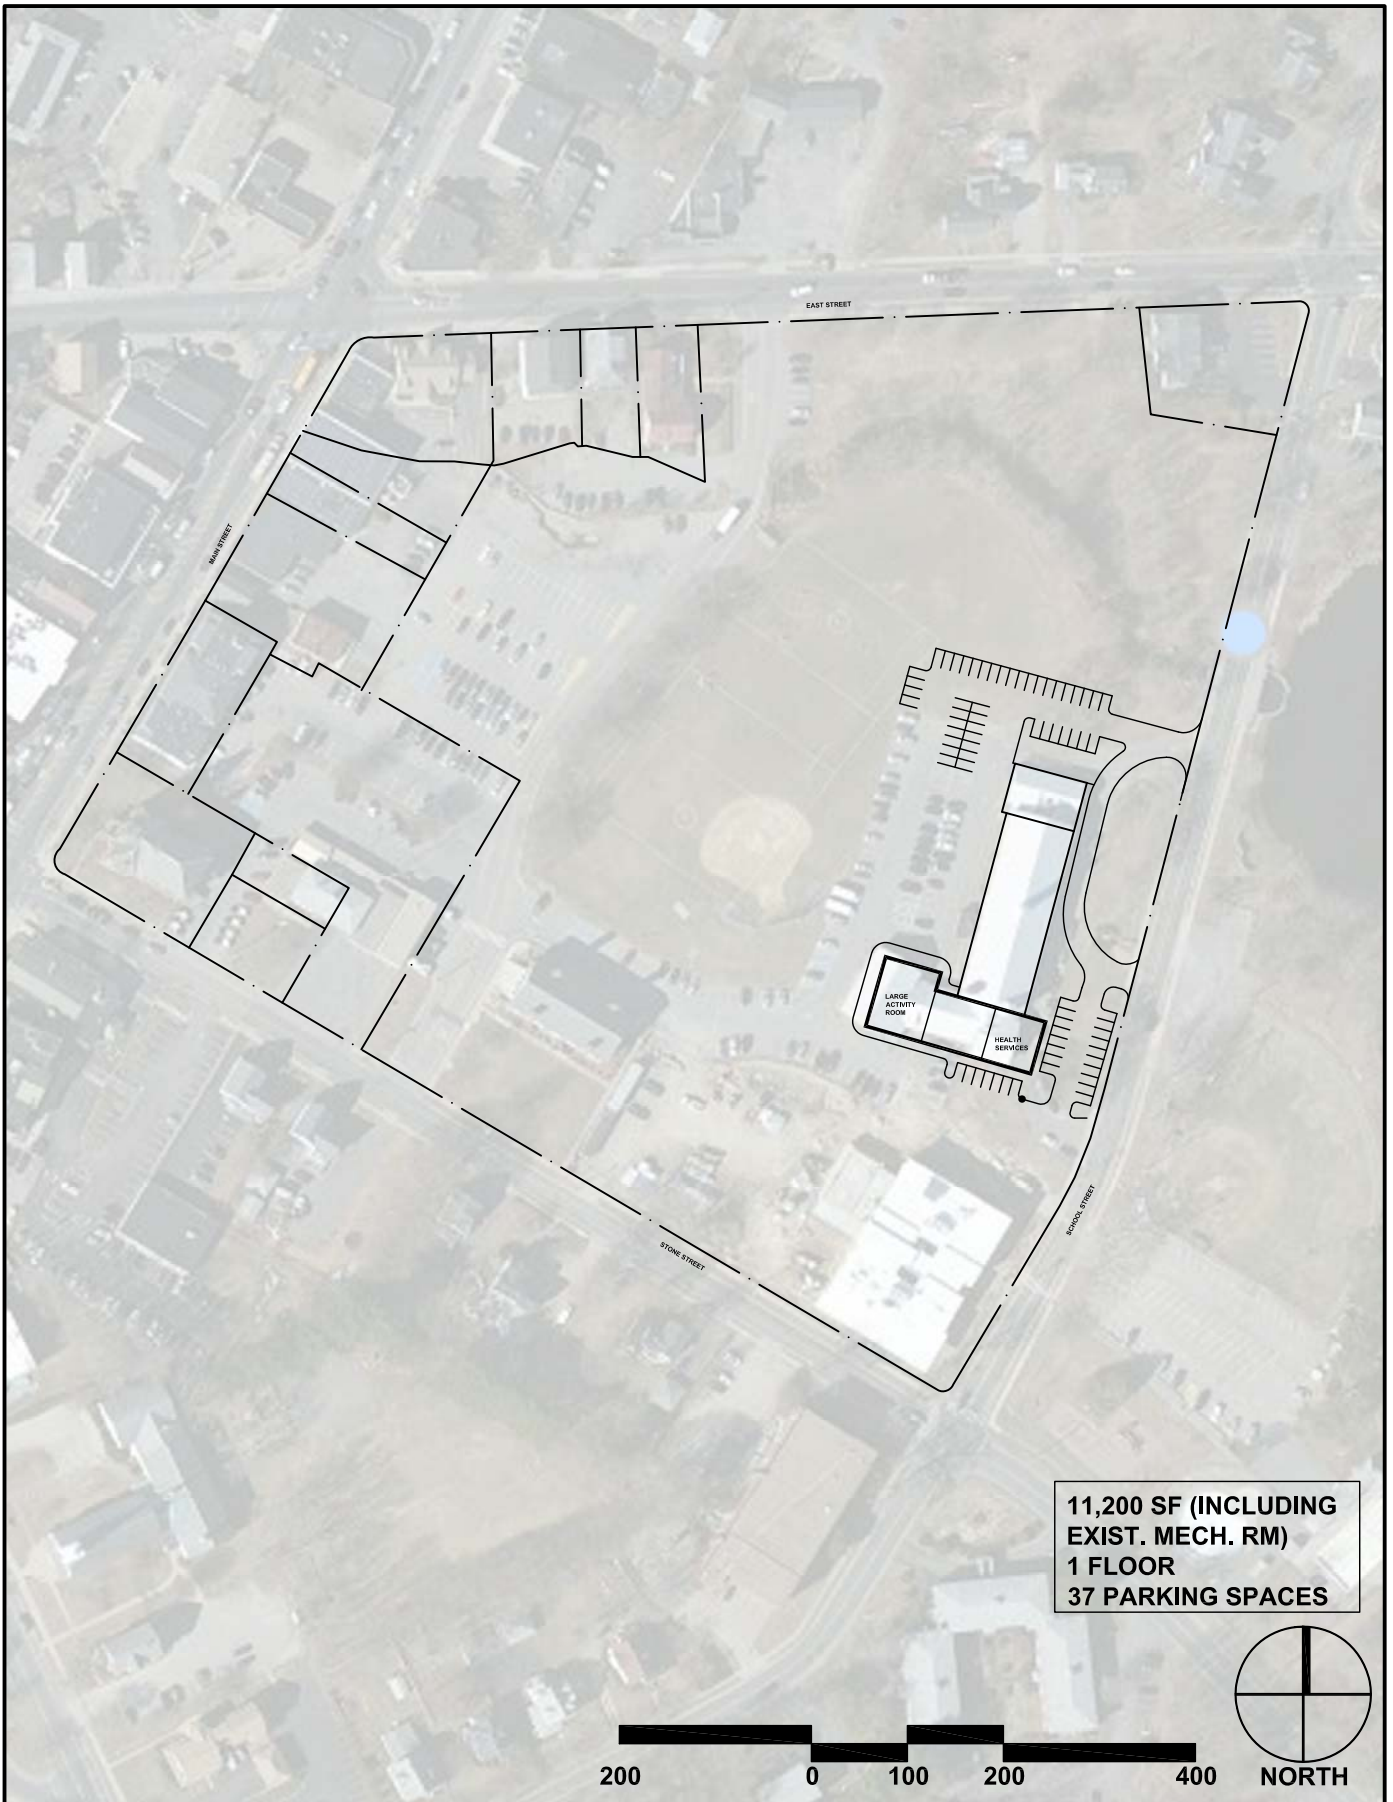 EAST STREET
MAIN STREET
LARGE
ACTIVITY
ROOM
HEALTH
SERVICES
SCHOOL STREET
STONE STREET
11,200 SF (INCLUDING
EXIST. MECH. RM)
1 FLOOR
37 PARKING SPACES
200 0 100 200 400
NORTH